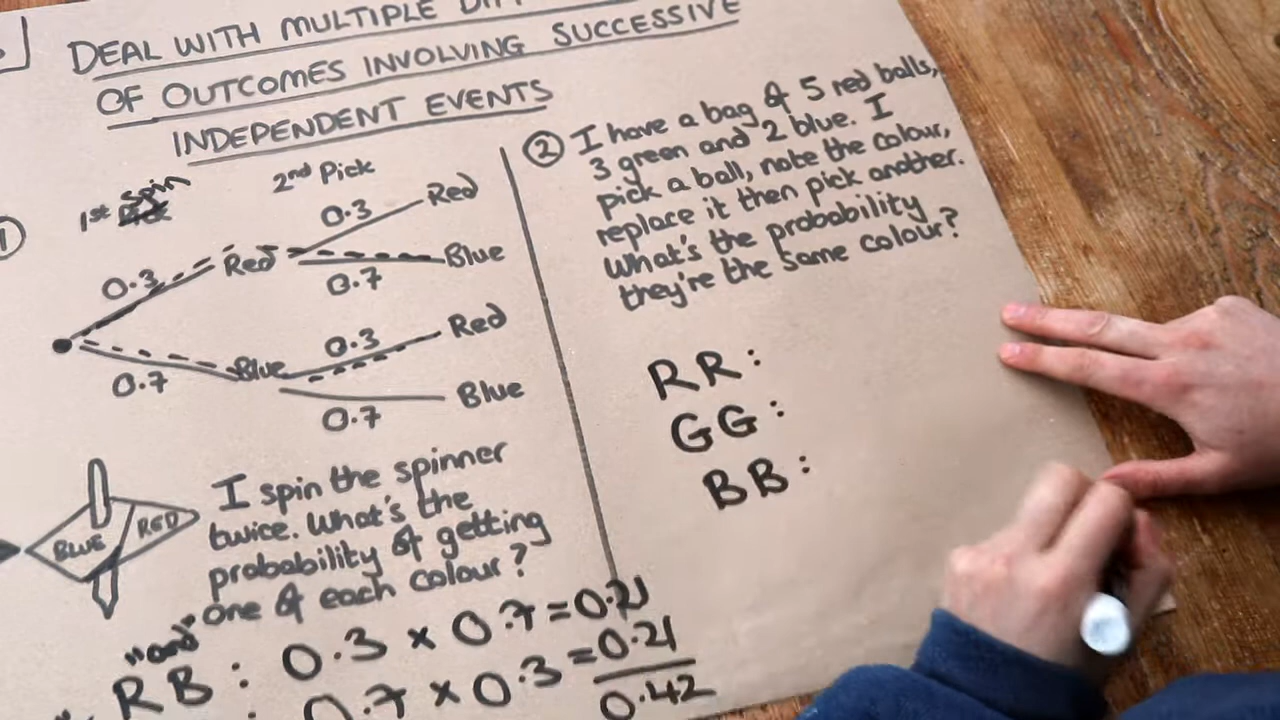 DEAL WITH MULTIPLE
OF OUTCOMES INVOLVING SUCCESSIVE
INDEPENDENT EVENTS
1
1st Spin
2nd Pick
0.3
Red
0.3
Red
0.7
Blue
0.7
Blue
0.3
Red
0.7
Blue
BLUE
RED
I spin the spinner
twice. What's the
probability of getting
one of each colour?
"and"
RB: 0.3 × 0.7 = 0.21
: 0.7 × 0.3 = 0.21
0.42
2 I have a bag of 5 red balls,
3 green and 2 blue. I
pick a ball, note the colour,
replace it then pick another.
What's the probability
they're the same colour?
RR:
GG:
BB: